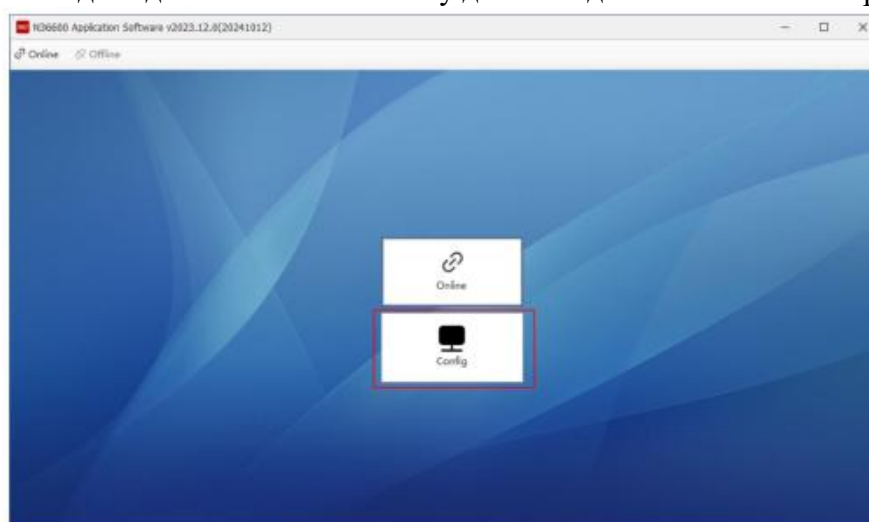 N36600 Application Software v2023.12.0(20241012)
Online Offline
Online
Config